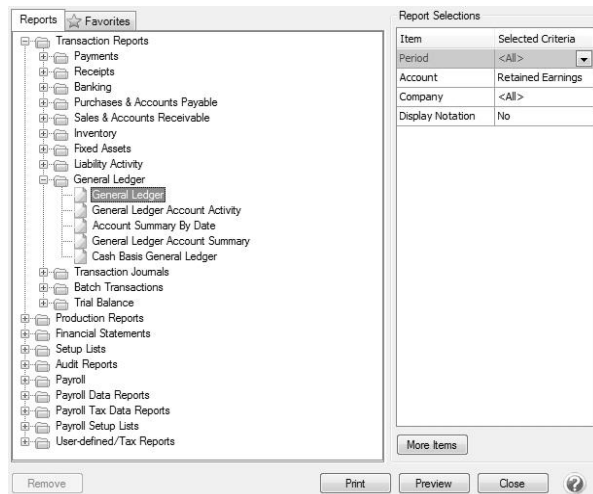 Reports Favorites
Transaction Reports
Payments
Receipts
Banking
Purchases & Accounts Payable
Sales & Accounts Receivable
Inventory
Fixed Assets
Liability Activity
General Ledger
General Ledger
General Ledger Account Activity
Account Summary By Date
General Ledger Account Summary
Cash Basis General Ledger
Transaction Journals
Batch Transactions
Trial Balance
Production Reports
Financial Statements
Setup Lists
Audit Reports
Payroll
Payroll Data Reports
Payroll Tax Data Reports
Payroll Setup Lists
User-defined/Tax Reports
Report Selections
Item Selected Criteria
Period <All>
Account Retained Earnings
Company <All>
Display Notation No
More Items
Remove Print Preview Close ?